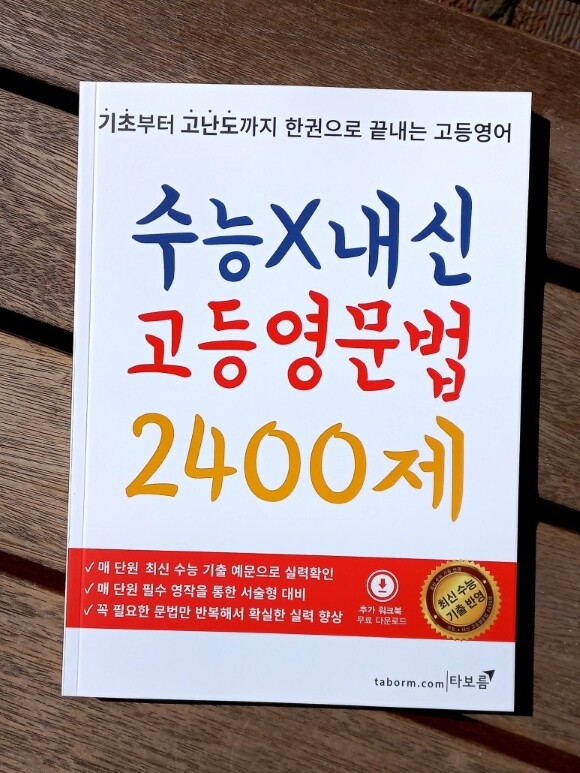 기초부터 고난도까지 한권으로 끝내는 고등영어
수능X내신
고등영문법
2400제
✓ 매 단원 최신 수능 기출 예문으로 실력확인
✓ 매 단원 필수 영작을 통한 서술형 대비
✓ 꼭 필요한 문법만 반복해서 확실한 실력 향상
추가 워크북
무료 다운로드
최신 수능
기출 반영
taborm.com 타보름